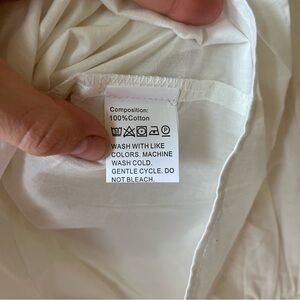 Composition:
100%Cotton
WASH WITH LIKE
COLORS. MACHINE
WASH COLD.
GENTLE CYCLE. DO
NOT BLEACH.